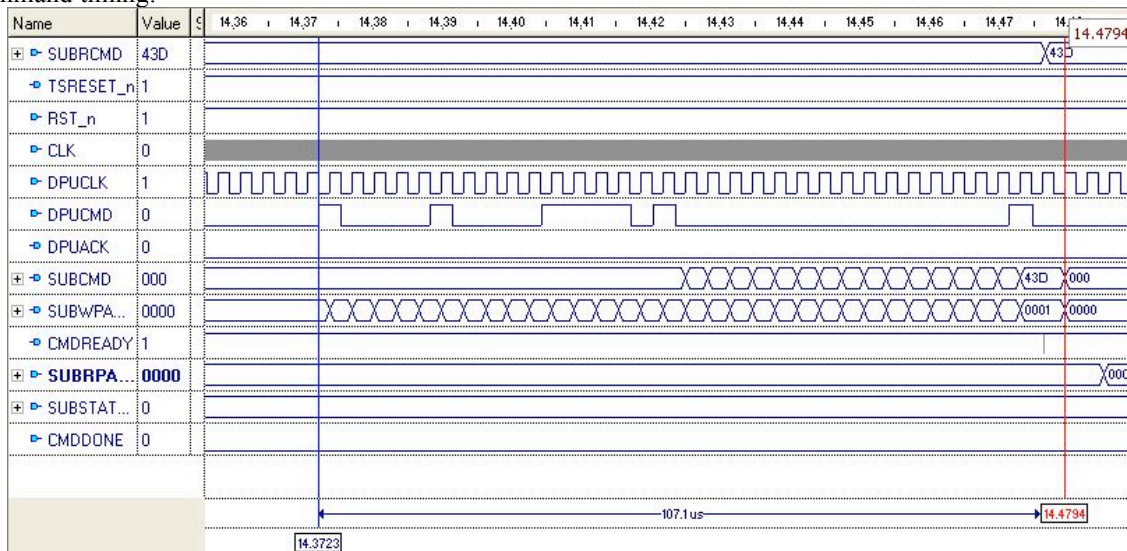 mmand timing:
Name Value S 14,36 14,37 14,38 14,39 14,40 14,41 14,42 14,43 14,44 14,45 14,46 14,47
14.4794
SUBRCMD 43D 43D
TSRESET_n 1
RST_n 1
CLK 0
DPUCLK 1
DPUCMD 0
DPUACK 0
SUBCMD 000 43D 000
SUBWPA... 0000 0001 0000
CMDREADY 1
SUBRPA... 0000 000
SUBSTAT... 0
CMDDONE 0
107.1 us 14.4794
14.3723